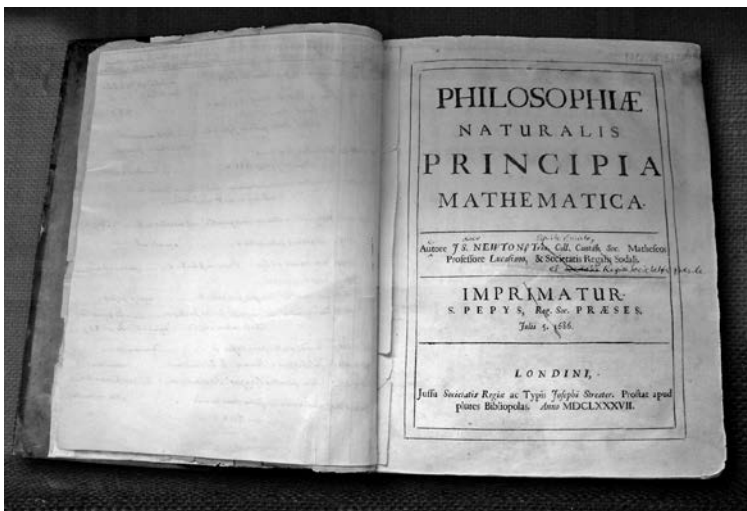 PHILOSOPHIÆ
NATURALIS
PRINCIPIA
MATHEMATICA.
Autore JS. NEWTON, Trin. Coll. Cantab. Soc. Matheseos
Professore Lucasiano, & Societatis Regalis Sodali.
IMPRIMATUR.
S. PEPYS, Reg. Soc. PRÆSES.
Julii 5. 1686.
LONDINI,
Jussu Societatis Regiæ ac Typis Josephi Streater. Prostat apud
plures Bibliopolas. Anno MDCLXXXVII.